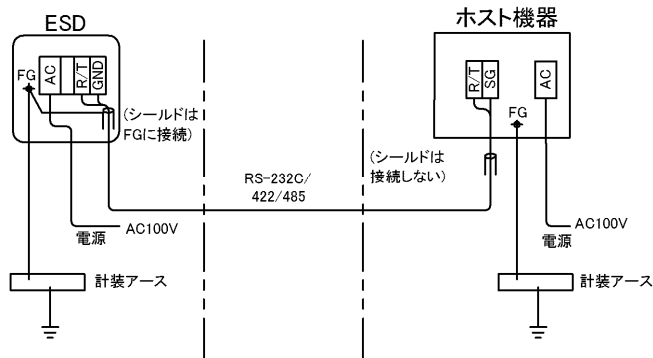 ESD
ホスト機器
FG
AC
R/T
GND
R/T
SG
AC
FG
(シールドは
FGに接続)
(シールドは
接続しない)
RS-232C/
422/485
AC100V
電源
AC100V
電源
計装アース
計装アース